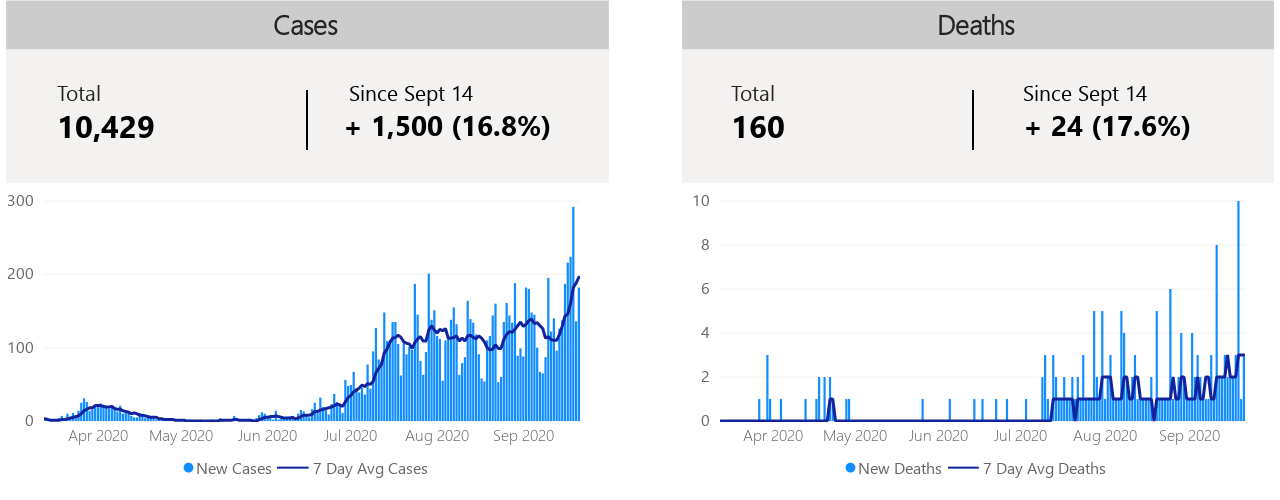 Cases
Total
Since Sept 14
10,429
+ 1,500 (16.8%)
300
200
100
0
Apr 2020 May 2020 Jun 2020 Jul 2020 Aug 2020 Sep 2020
New Cases 7 Day Avg Cases
Deaths
Total
Since Sept 14
160
+ 24 (17.6%)
10
8
6
4
2
0
Apr 2020 May 2020 Jun 2020 Jul 2020 Aug 2020 Sep 2020
New Deaths 7 Day Avg Deaths